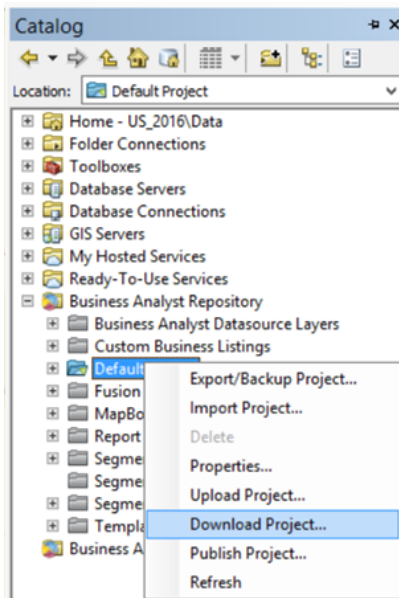 Catalog
Location: Default Project
Home - US_2016\Data
Folder Connections
Toolboxes
Database Servers
Database Connections
GIS Servers
My Hosted Services
Ready-To-Use Services
Business Analyst Repository
Business Analyst Datasource Layers
Custom Business Listings
Default
Fusion
MapBo
Report
Segme
Segme
Segme
Templa
Business A
Export/Backup Project...
Import Project...
Delete
Properties...
Upload Project...
Download Project...
Publish Project...
Refresh